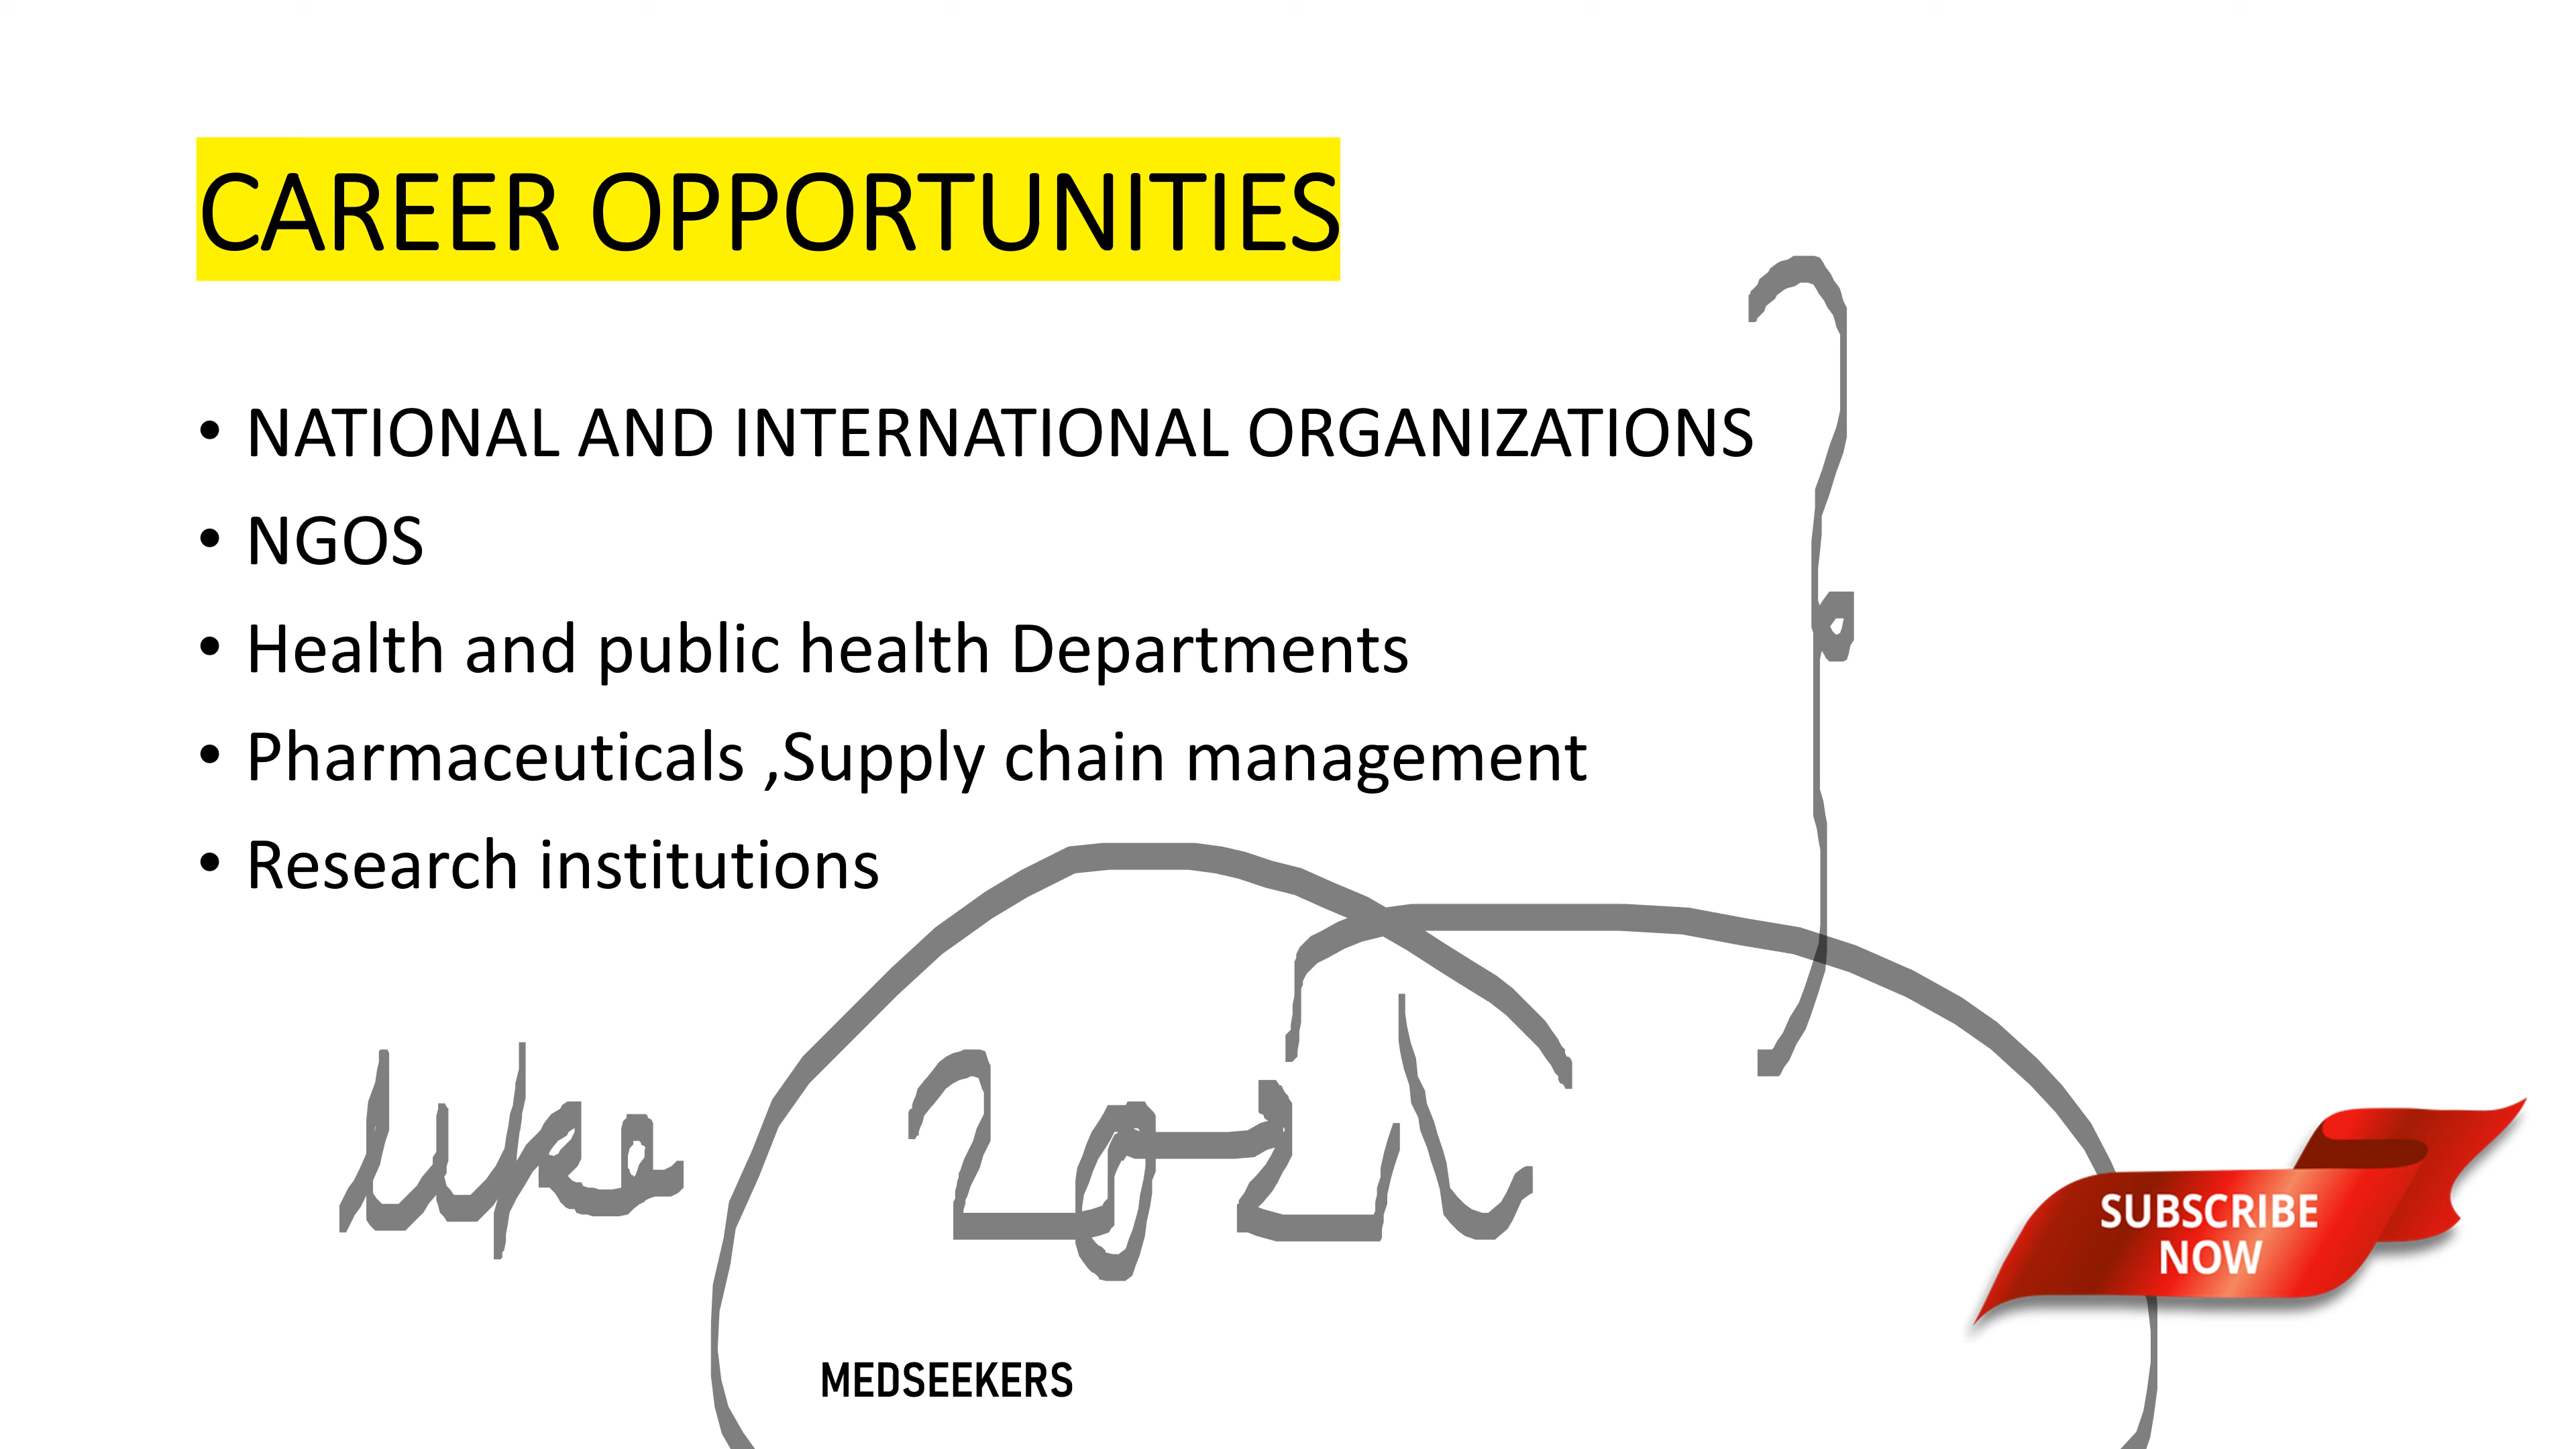 CAREER OPPORTUNITIES
• NATIONAL AND INTERNATIONAL ORGANIZATIONS
• NGOS
• Health and public health Departments
• Pharmaceuticals ,Supply chain management
• Research institutions
like
SUBSCRIBE
NOW
MEDSEEKERS